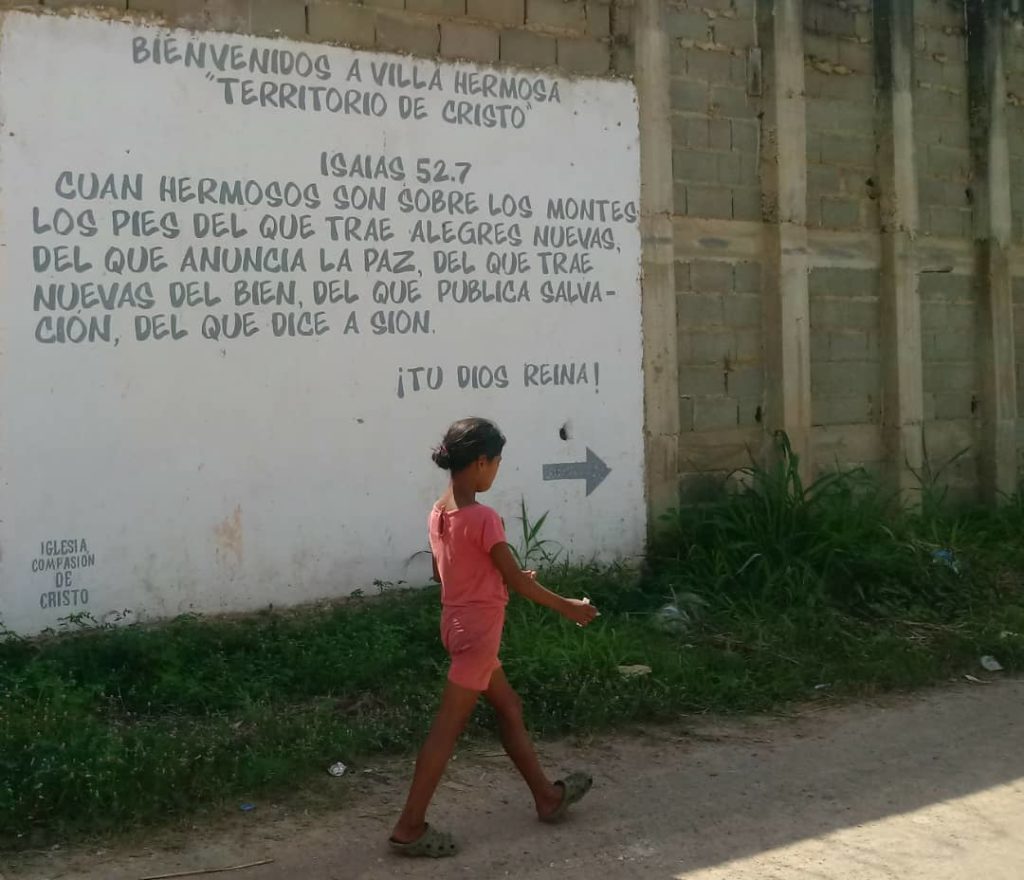 BIENVENIDOS A VILLA HERMOSA
"TERRITORIO DE CRISTO"
ISAIAS 52.7
CUAN HERMOSOS SON SOBRE LOS MONTES
LOS PIES DEL QUE TRAE ALEGRES NUEVAS,
DEL QUE ANUNCIA LA PAZ, DEL QUE TRAE
NUEVAS DEL BIEN, DEL QUE PUBLICA SALVA-
CIÓN, DEL QUE DICE A SION.
¡TU DIOS REINA!
IGLESIA
COMPASIÓN
DE
CRISTO